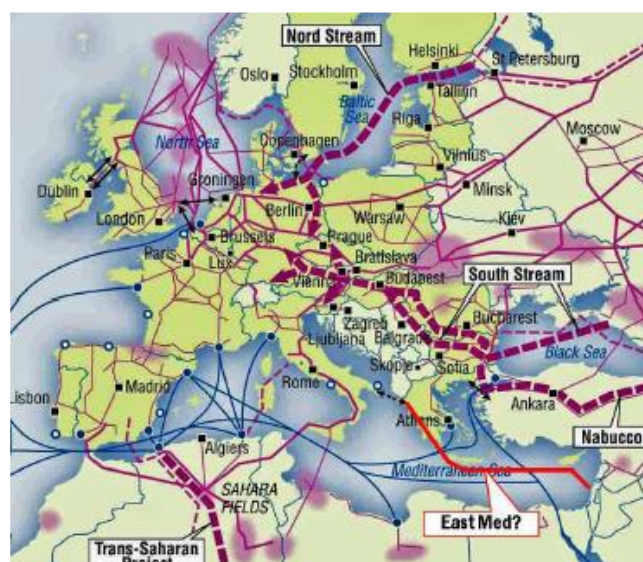 Nord Stream
Helsinki
St Petersburg
Oslo
Stockholm
Tallinn
Baltic
Sea
Riga
Moscow
North Sea
Copenhagen
Vilnius
Groningen
Minsk
Dublin
London
Berlin
Warsaw
Kiev
Brussels
Prague
Paris
Lux
Bratislava
Vienne
Budapest
South Stream
Zagreb
Bucharest
Ljubljana
Belgrade
Black Sea
Skopje
Sofia
Rome
Madrid
Lisbon
Ankara
Athens
Nabucco
Algiers
Mediterranean Sea
SAHARA
FIELDS
East Med?
Trans-Saharan
Project